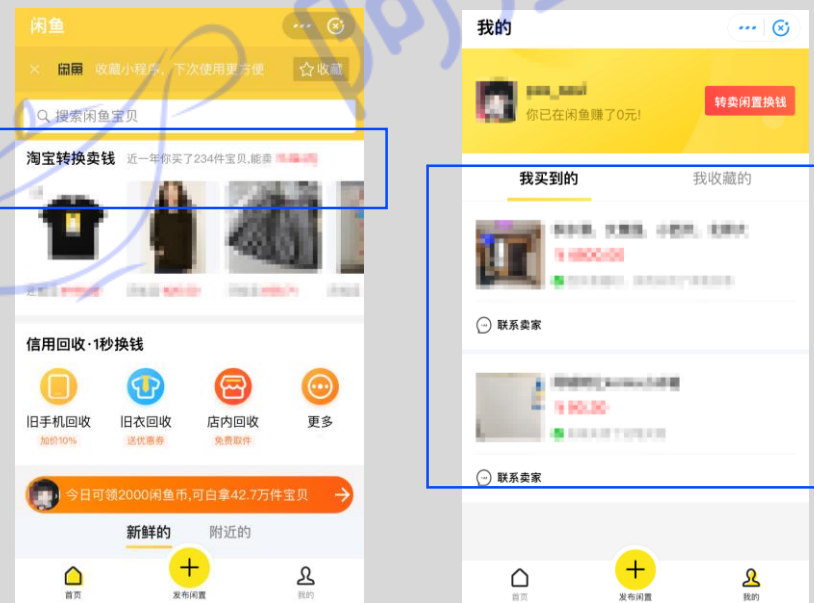 闲鱼
收藏小程序，下次使用更方便
收藏
搜索闲鱼宝贝
淘宝转换卖钱 近一年你买了234件宝贝,能卖
信用回收·1秒换钱
旧手机回收 旧衣回收 店内回收 更多
加价10% 送优惠券 免费取件
今日可领2000闲鱼币,可白拿42.7万件宝贝
新鲜的 附近的
首页 发布闲置 我的
我的
你已在闲鱼赚了0元!
转卖闲置换钱
我买到的 我收藏的
联系卖家
联系卖家
首页 发布闲置 我的